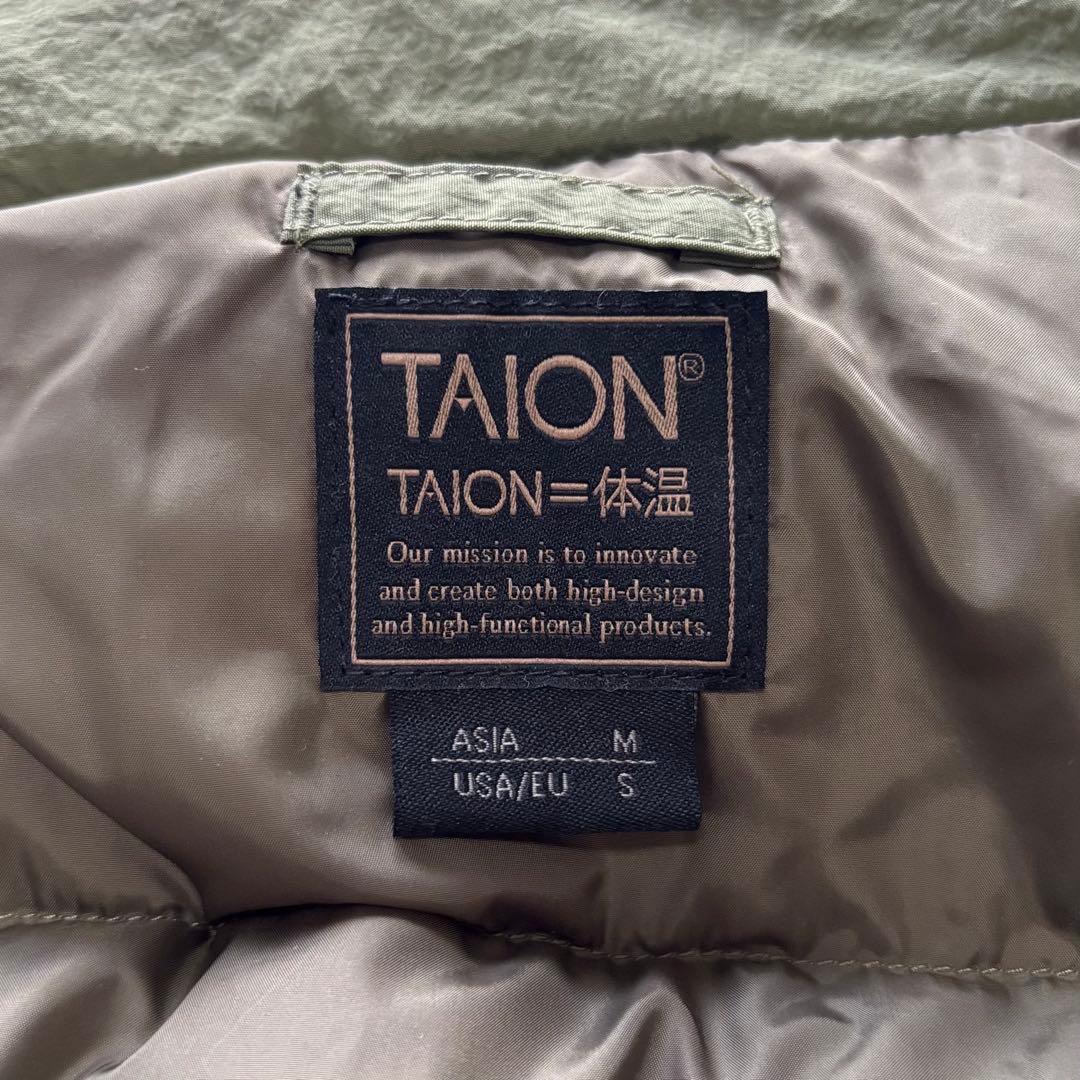 TAION®
TAION=体温
Our mission is to innovate
and create both high-design
and high-functional products.
ASIA M
USA/EU S